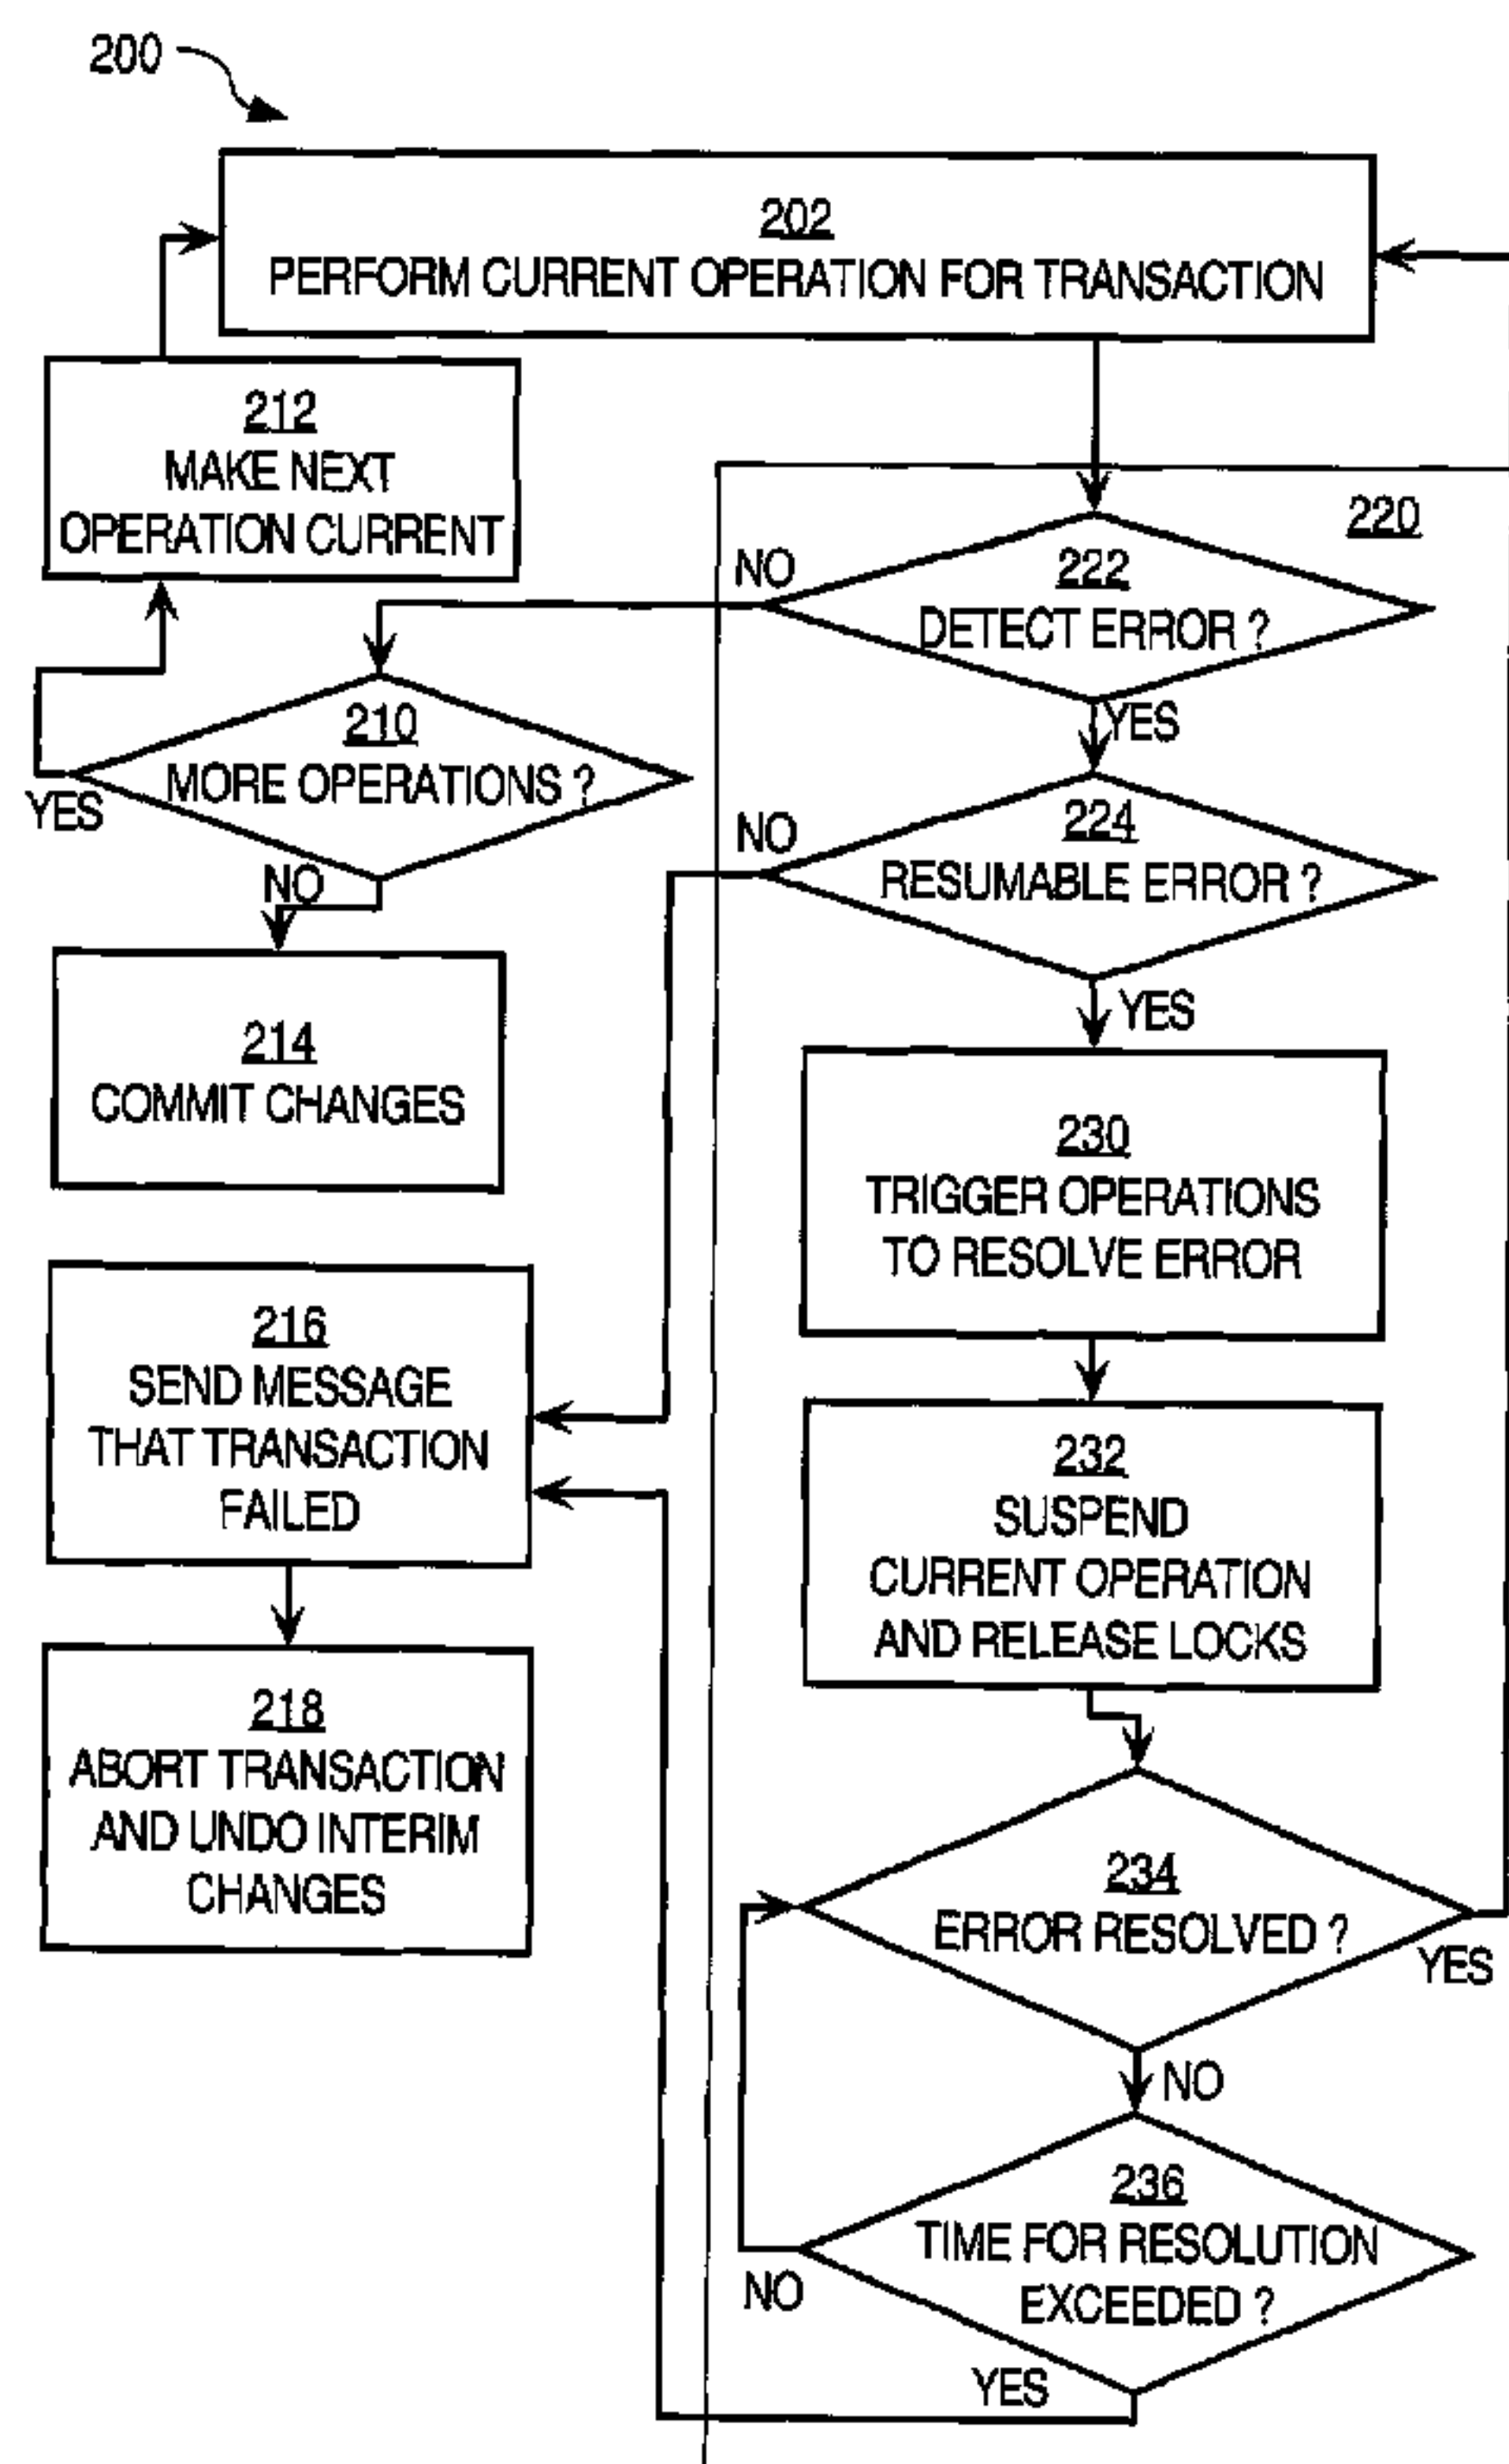 200
202
PERFORM CURRENT OPERATION FOR TRANSACTION
212
MAKE NEXT
OPERATION CURRENT
220
NO
222
DETECT ERROR ?
YES
210
MORE OPERATIONS ?
YES
NO
NO
224
RESUMABLE ERROR ?
YES
214
COMMIT CHANGES
230
TRIGGER OPERATIONS
TO RESOLVE ERROR
216
SEND MESSAGE
THAT TRANSACTION
FAILED
232
SUSPEND
CURRENT OPERATION
AND RELEASE LOCKS
218
ABORT TRANSACTION
AND UNDO INTERIM
CHANGES
234
ERROR RESOLVED ?
YES
NO
236
TIME FOR RESOLUTION
EXCEEDED ?
NO
YES